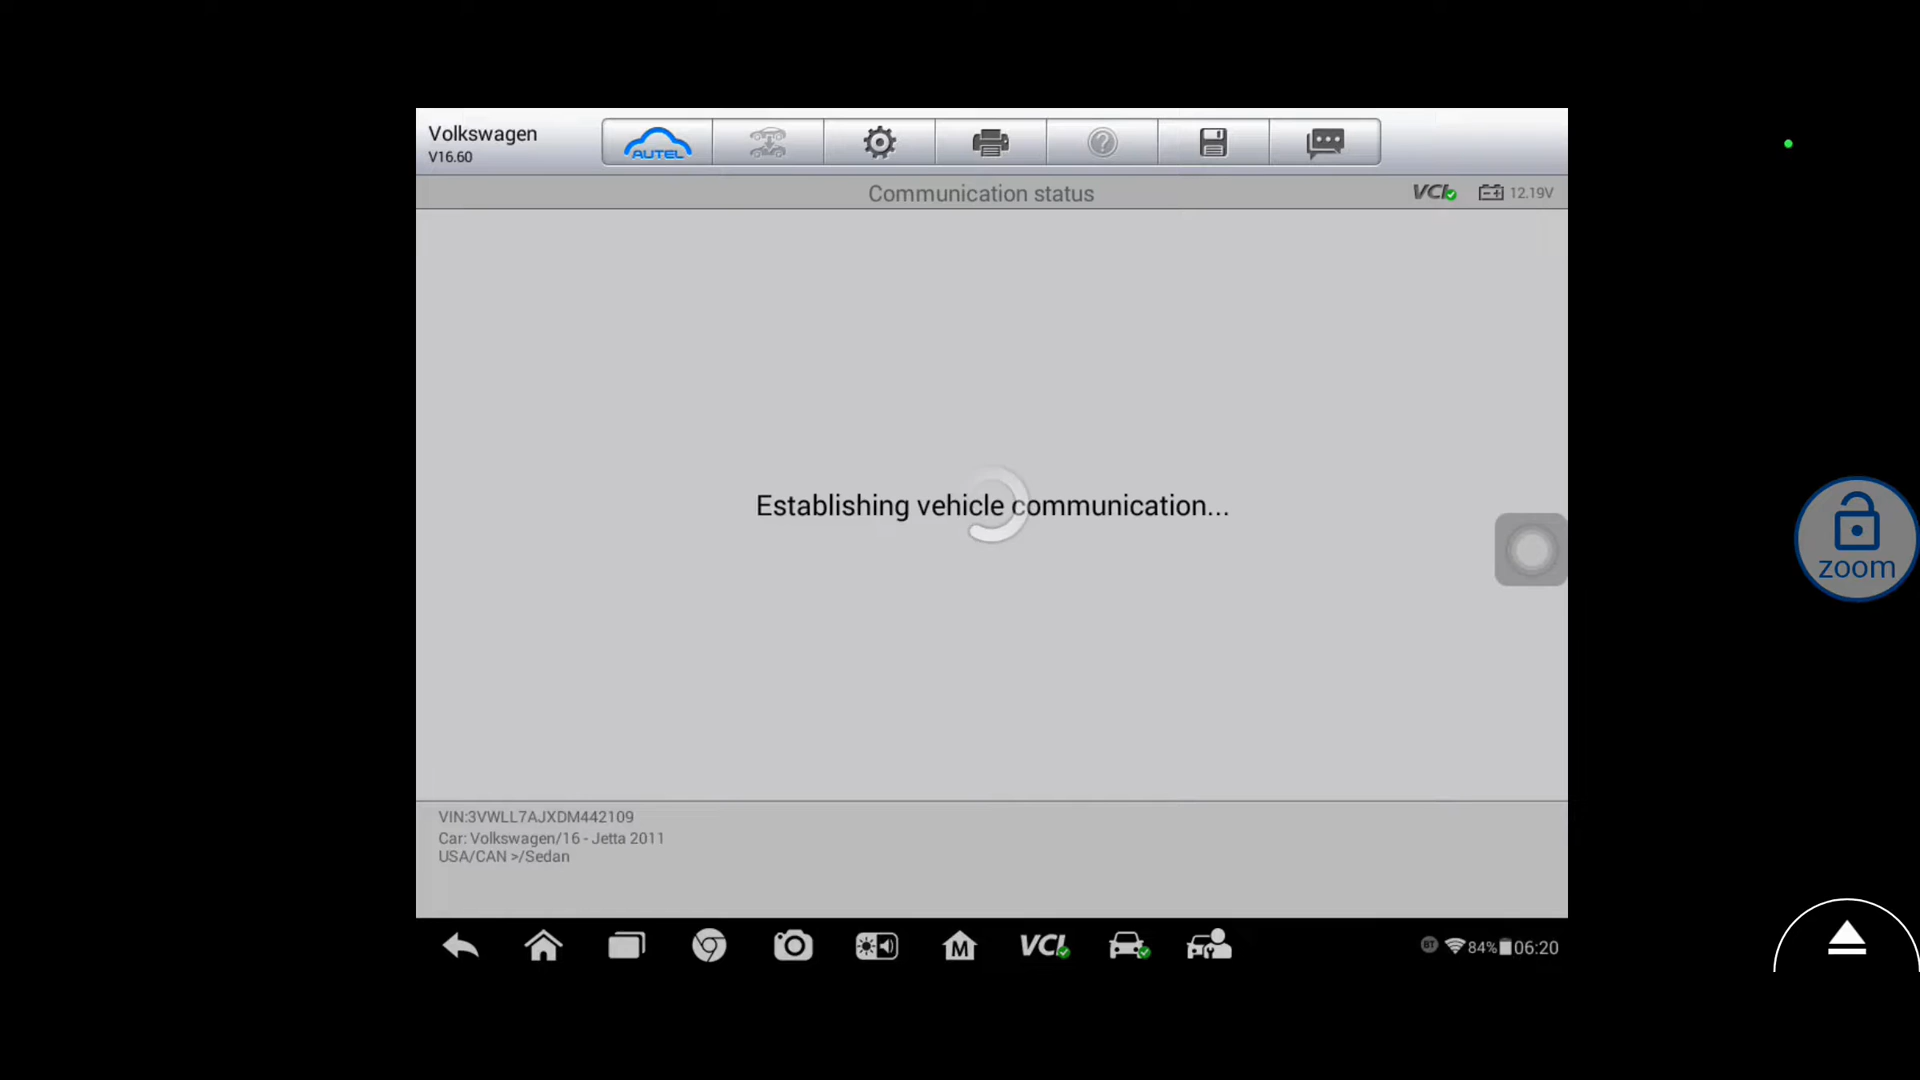 Volkswagen
V16.60
AUTEL
?
Communication status
VCI
12.19V
Establishing vehicle communication...
zoom
VIN:3VWLL7AJXDM442109
Car: Volkswagen/16 - Jetta 2011
USA/CAN >/Sedan
M
VCI
BT
84%
06:20